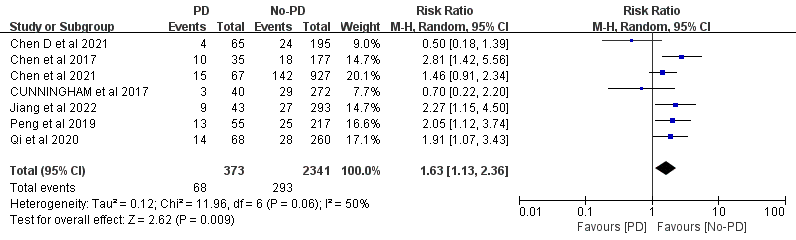 PD No-PD Risk Ratio Risk Ratio
Study or Subgroup Events Total Events Total Weight M-H, Random, 95% CI M-H, Random, 95% CI
Chen D et al 2021 4 65 24 195 9.0% 0.50 [0.18, 1.39]
Chen et al 2017 10 35 18 177 14.7% 2.81 [1.42, 5.56]
Chen et al 2021 15 67 142 927 20.1% 1.46 [0.91, 2.34]
CUNNINGHAM et al 2017 3 40 29 272 8.8% 0.70 [0.22, 2.20]
Jiang et al 2022 9 43 27 293 14.1% 2.27 [1.15, 4.50]
Peng et al 2019 13 55 25 217 16.6% 2.05 [1.12, 3.74]
Qi et al 2020 14 68 28 260 16.8% 1.91 [1.07, 3.43]
Total (95% CI) 373 2341 100.0% 1.63 [1.13, 2.36]
Total events 68 293
Heterogeneity: Tau² = 0.12; Chi² = 11.96, df = 6 (P = 0.06); I² = 50%
Test for overall effect: Z = 2.62 (P = 0.009)
0.01 0.1 1 10 100
Favours [PD] Favours [No-PD]